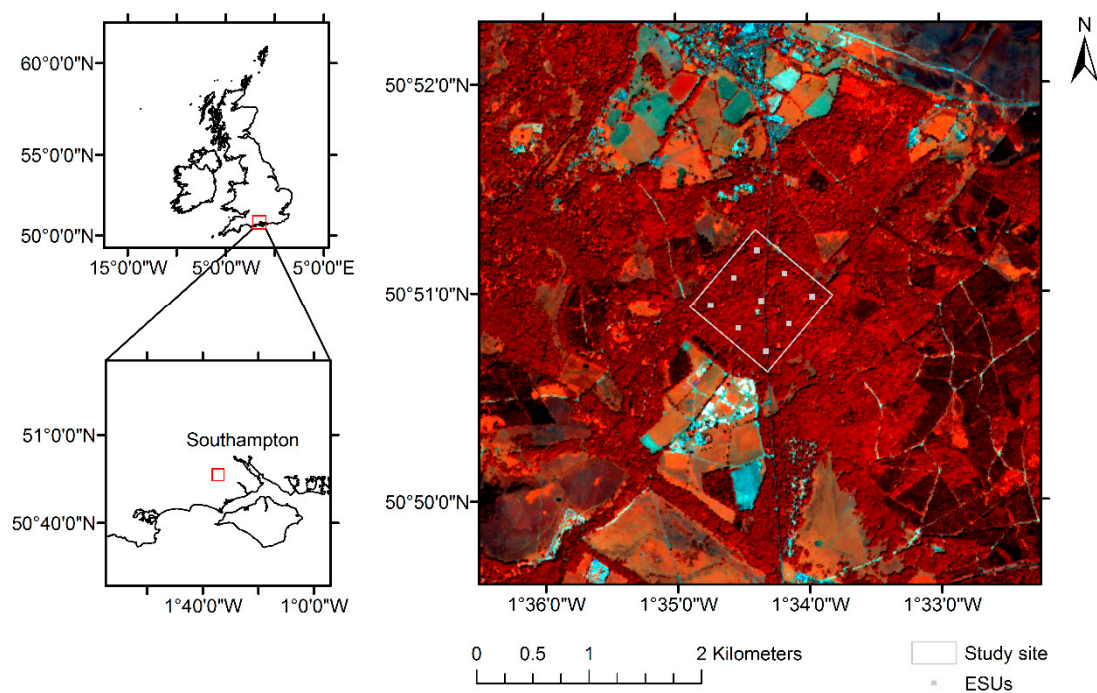 60°0'0"N
55°0'0"N
50°0'0"N
15°0'0"W
5°0'0"W
5°0'0"E
Southampton
51°0'0"N
50°40'0"N
1°40'0"W
1°0'0"W
N
50°52'0"N
50°51'0"N
50°50'0"N
1°36'0"W
1°35'0"W
1°34'0"W
1°33'0"W
0 0.5 1 2 Kilometers
Study site
ESUs